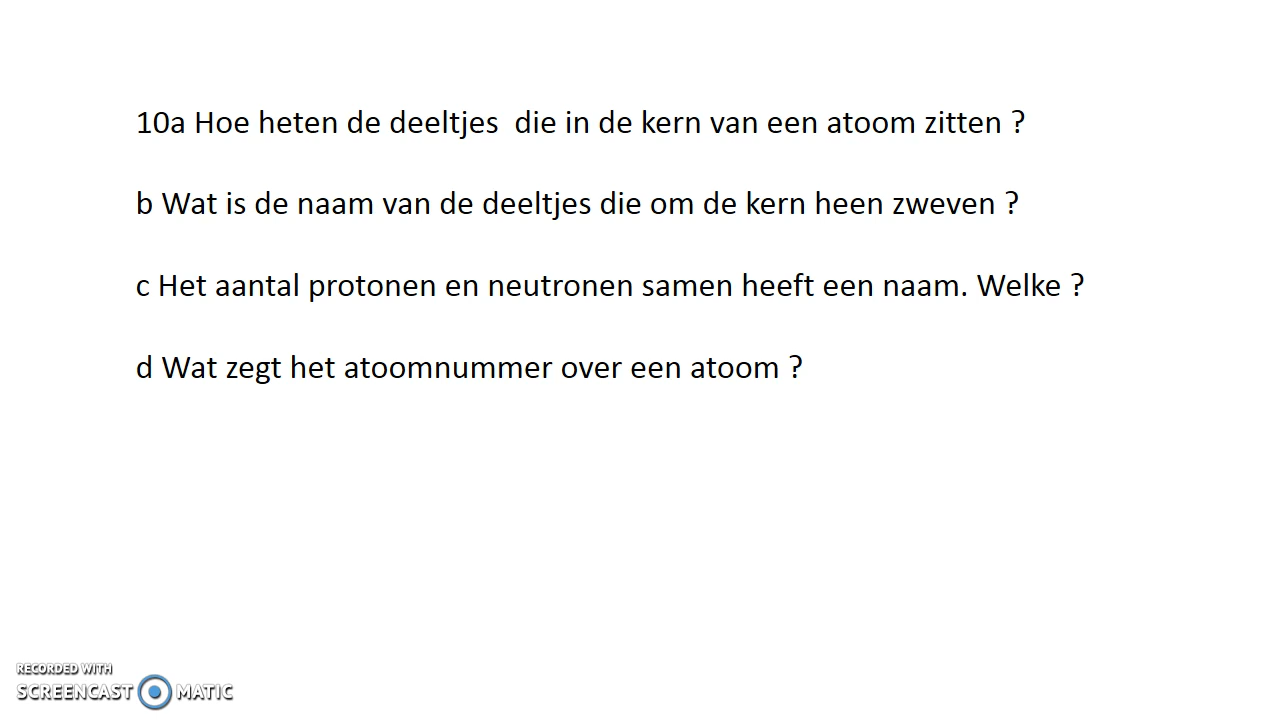 10a Hoe heten de deeltjes  die in de kern van een atoom zitten ?
b Wat is de naam van de deeltjes die om de kern heen zweven ?
c Het aantal protonen en neutronen samen heeft een naam. Welke ?
d Wat zegt het atoomnummer over een atoom ?
RECORDED WITH
SCREENCAST MATIC